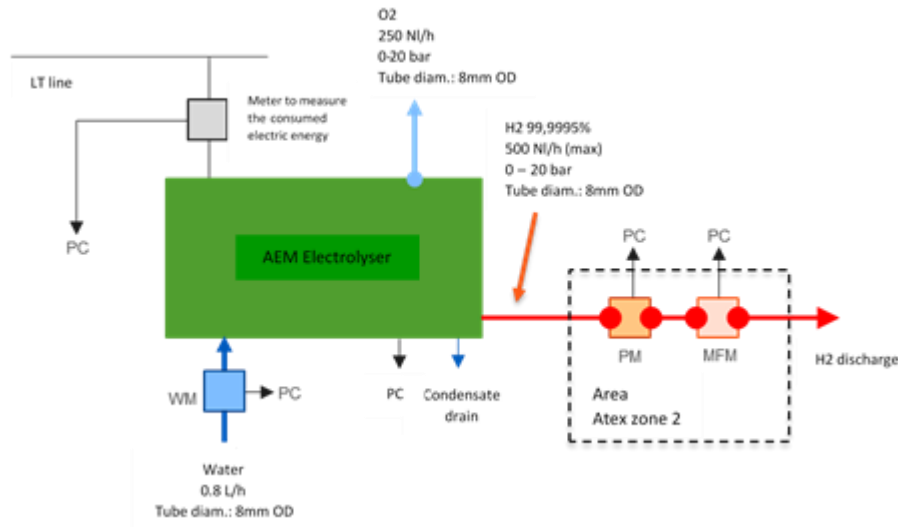 O2
250 Nl/h
0-20 bar
Tube diam.: 8mm OD
LT line
Meter to measure
the consumed
electric energy
H2 99,9995%
500 Nl/h (max)
0 – 20 bar
Tube diam.: 8mm OD
PC
AEM Electrolyser
PC
PC
PM
MFM
H2 discharge
WM
PC
PC
Condensate
drain
Area
Atex zone 2
Water
0.8 L/h
Tube diam.: 8mm OD